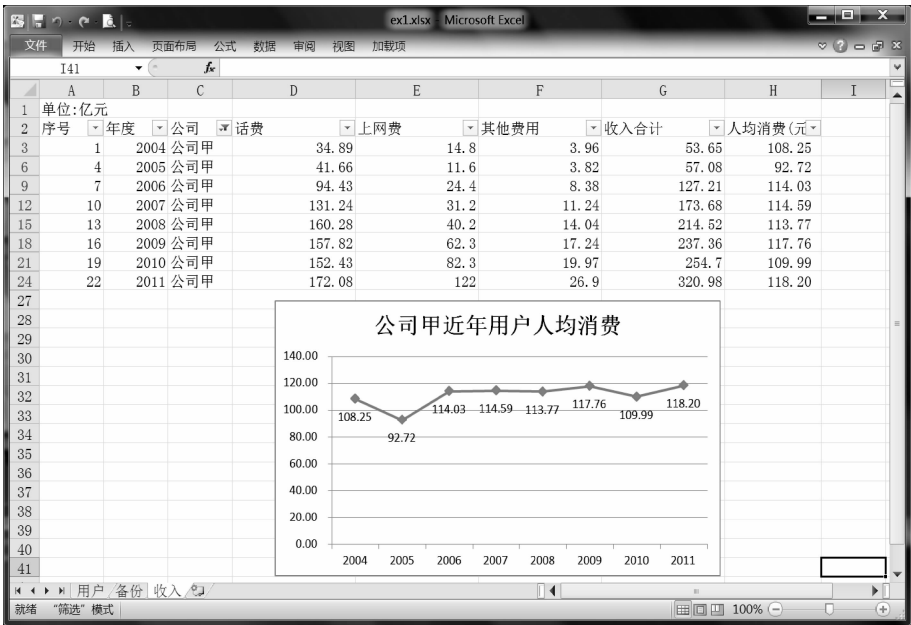 ex1.xlsx - Microsoft Excel
文件 开始 插入 页面布局 公式 数据 审阅 视图 加载项
I41 fx
A B C D E F G H I
1 单位:亿元
2 序号 年度 公司 话费 上网费 其他费用 收入合计 人均消费(元
3 1 2004 公司甲 34.89 14.8 3.96 53.65 108.25
6 4 2005 公司甲 41.66 11.6 3.82 57.08 92.72
9 7 2006 公司甲 94.43 24.4 8.38 127.21 114.03
12 10 2007 公司甲 131.24 31.2 11.24 173.68 114.59
15 13 2008 公司甲 160.28 40.2 14.04 214.52 113.77
18 16 2009 公司甲 157.82 62.3 17.24 237.36 117.76
21 19 2010 公司甲 152.43 82.3 19.97 254.7 109.99
24 22 2011 公司甲 172.08 122 26.9 320.98 118.20
27
28
29
30
31
32
33
34
35
36
37
38
39
40
41
公司甲近年用户人均消费
140.00
120.00
100.00
80.00
60.00
40.00
20.00
0.00
108.25 92.72 114.03 114.59 113.77 117.76 109.99 118.20
2004 2005 2006 2007 2008 2009 2010 2011
用户 备份 收入
就绪 “筛选”模式 100%